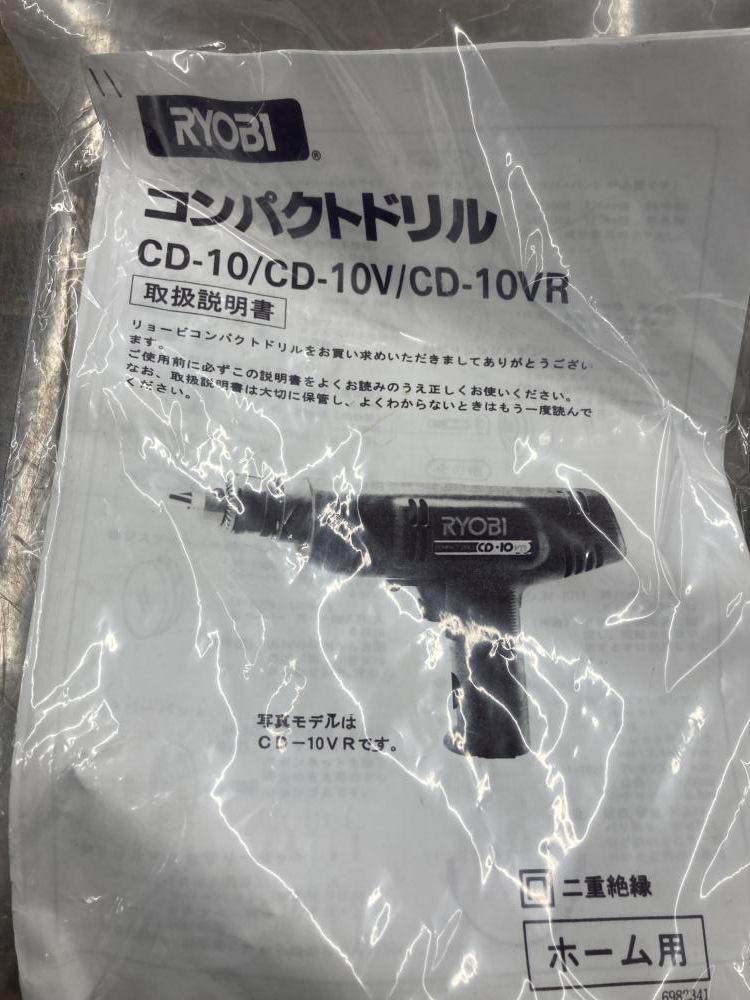 RYOBI®
コンパクトドリル
CD-10/CD-10V/CD-10VR
取扱説明書
リョービコンパクトドリルをお買い求めいただきましてありがとうござい
ます。
ご使用前に必ずこの説明書をよくお読みのうえ正しくお使いください。
なお、取扱説明書は大切に保管し、よくわからないときはもう一度読んで
ください。
RYOBI
CD-10
写真モデルは
CD-10VRです。
二重絶縁
ホーム用
6982341